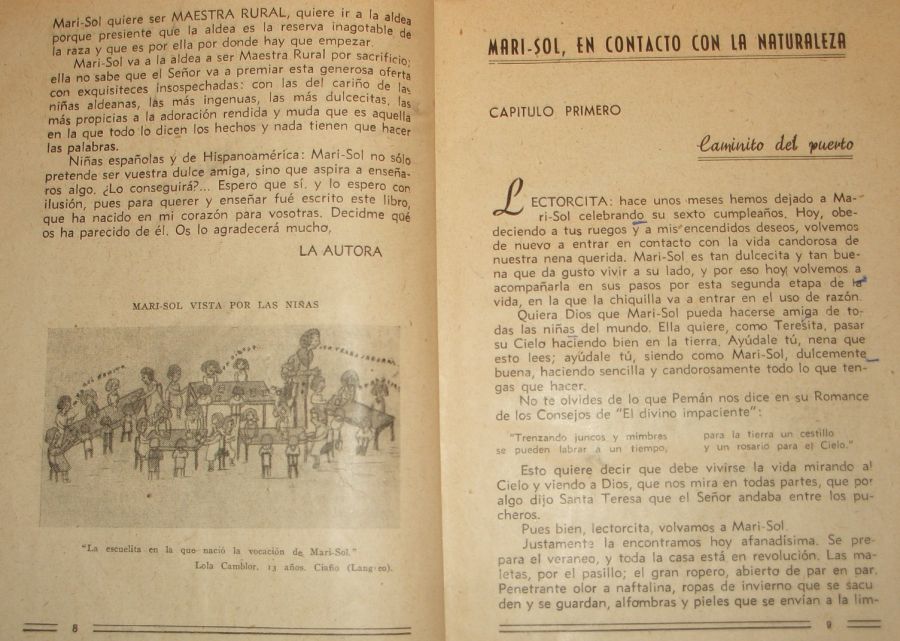 Mari-Sol quiere ser MAESTRA RURAL, quiere ir a la aldea
porque presiente que la aldea es la reserva inagotable de
la raza y que es por ella por donde hay que empezar.
Mari-Sol va a la aldea a ser Maestra Rural por sacrificio;
ella no sabe que el Señor va a premiar esta generosa oferta
con exquisiteces insospechadas: con las del cariño de las
niñas aldeanas, las más ingenuas, las más dulcecitas, las
más propicias a la adoración rendida y muda que es aquella
en la que todo lo dicen los hechos y nada tienen que hacer
las palabras.
Niñas españolas y de Hispanoamérica: Mari-Sol no sólo
pretende ser vuestra dulce amiga, sino que aspira a enseña-
ros algo. ¿Lo conseguirá?... Espero que sí, y lo espero con
ilusión, pues para querer y enseñar fué escrito este libro,
que ha nacido en mi corazón para vosotras. Decidme qué
os ha parecido de él. Os lo agradecerá mucho,
LA AUTORA
MARI-SOL VISTA POR LAS NIÑAS
"La escuelita en la que nació la vocación de Mari-Sol."
Lola Camblor. 13 años. Ciaño (Langreo).
8
MARI-SOL, EN CONTACTO CON LA NATURALEZA
CAPITULO PRIMERO
Caminito del puerto
LECTORCITA: hace unos meses hemos dejado a Ma-
ri-Sol celebrando su sexto cumpleaños. Hoy, obe-
deciendo a tus ruegos y a mis encendidos deseos, volvemos
de nuevo a entrar en contacto con la vida candorosa de
nuestra nena querida. Mari-Sol es tan dulcecita y tan bue-
na que da gusto vivir a su lado, y por eso hoy volvemos a
acompañarla en sus pasos por esta segunda etapa de la
vida, en la que la chiquilla va a entrar en el uso de razón.
Quiera Dios que Mari-Sol pueda hacerse amiga de to-
das las niñas del mundo. Ella quiere, como Teresita, pasar
su Cielo haciendo bien en la tierra. Ayúdale tú, nena que
esto lees; ayúdale tú, siendo como Mari-Sol, dulcemente
buena, haciendo sencilla y candorosamente todo lo que ten-
gas que hacer.
No te olvides de lo que Pemán nos dice en su Romance
de los Consejos de "El divino impaciente":
"Trenzando juncos y mimbres
se pueden labrar a un tiempo,
para la tierra un cestillo
y un rosario para el Cielo."
Esto quiere decir que debe vivirse la vida mirando al
Cielo y viendo a Dios, que nos mira en todas partes, que por
algo dijo Santa Teresa que el Señor andaba entre los pu-
cheros.
Pues bien, lectorcita, volvamos a Mari-Sol.
Justamente la encontramos hoy afanadísima. Se pre-
para el veraneo, y toda la casa está en revolución. Las ma-
letas, por el pasillo; el gran ropero, abierto de par en par.
Penetrante olor a naftalina, ropas de invierno que se sacu
den y se guardan, alfombras y pieles que se envían a la lim-
9